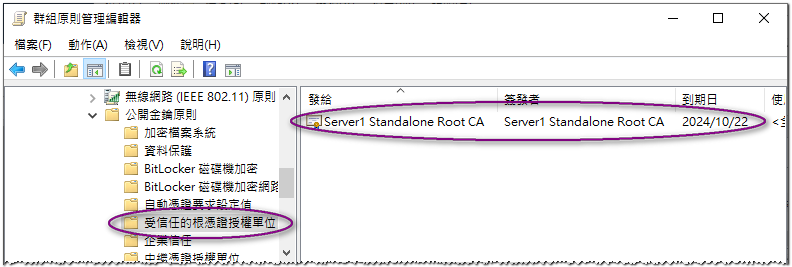 群組原則管理編輯器
檔案(F) 動作(A) 檢視(V) 說明(H)
無線網路 (IEEE 802.11) 原則
公開金鑰原則
加密檔案系統
資料保護
BitLocker 磁碟機加密
BitLocker 磁碟機加密網路
自動憑證要求設定值
受信任的根憑證授權單位
企業信任
中繼憑證授權單位
發給 簽發者 到期日 使
Server1 Standalone Root CA Server1 Standalone Root CA 2024/10/22